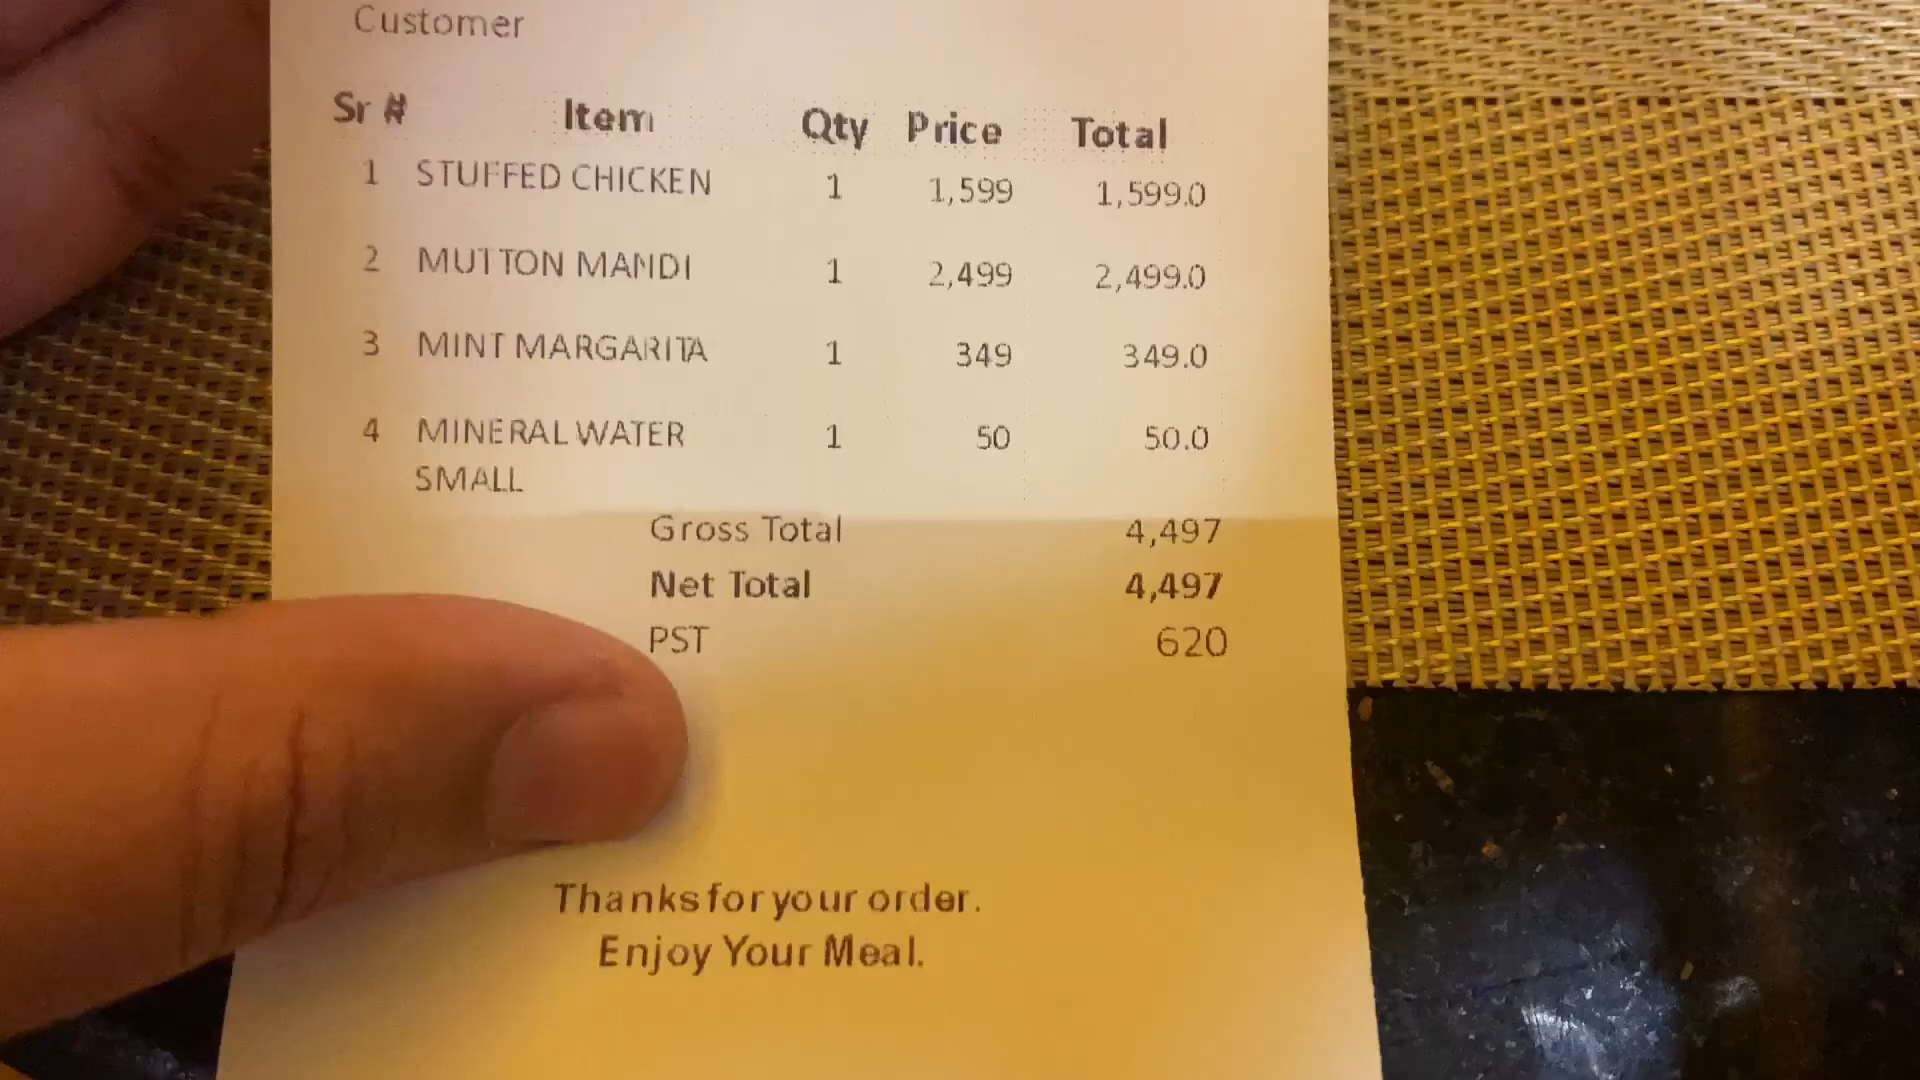 Customer
Sr # Item Qty Price Total
1 STUFFED CHICKEN 1 1,599 1,599.0
2 MUTTON MANDI 1 2,499 2,499.0
3 MINT MARGARITA 1 349 349.0
4 MINERAL WATER 1 50 50.0
SMALL
Gross Total 4,497
Net Total 4,497
PST 620
Thanks for your order.
Enjoy Your Meal.